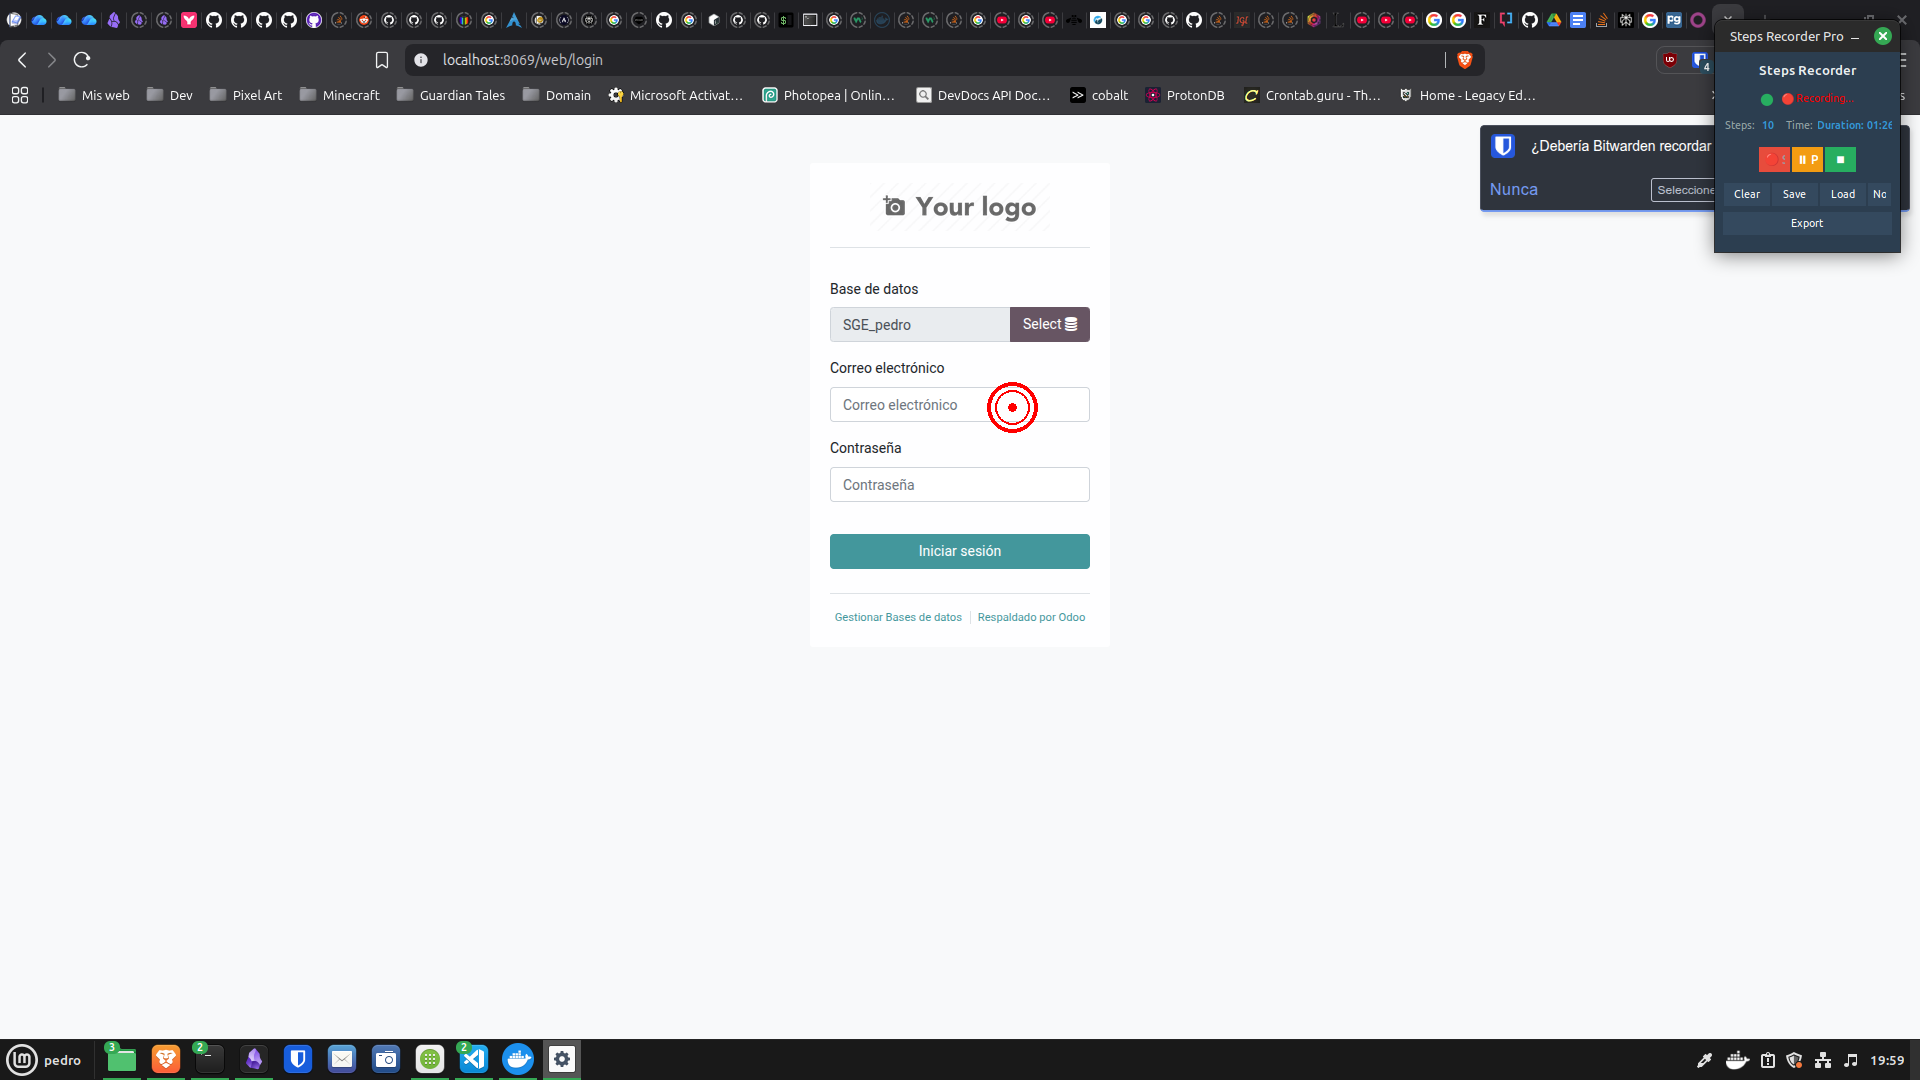 Steps Recorder Pro
localhost:8069/web/login
4
Steps Recorder
Mis web
Dev
Pixel Art
Minecraft
Guardian Tales
Domain
Microsoft Activat...
Photopea | Onlin...
DevDocs API Doc...
cobalt
ProtonDB
Crontab.guru - Th...
Home - Legacy Ed...
Recording...
Steps: 10 Time: Duration: 01:26
¿Debería Bitwarden recordar
P
Nunca
Seleccione
Clear
Save
Load
No
Export
Your logo
Base de datos
SGE_pedro
Select
Correo electrónico
Correo electrónico
Contraseña
Contraseña
Iniciar sesión
Gestionar Bases de datos
Respaldado por Odoo
pedro
3
2
2
19:59